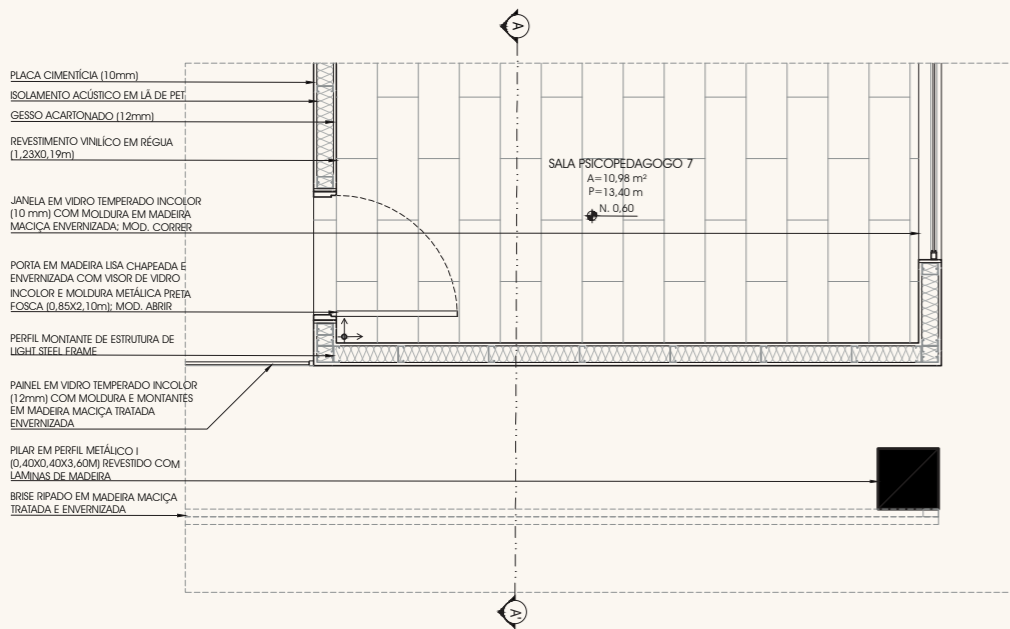 A
PLACA CIMENTÍCIA (10mm)
ISOLAMENTO ACÚSTICO EM LÃ DE PET
GESSO ACARTONADO (12mm)
REVESTIMENTO VINILÍCO EM RÉGUA
(1,23X0,19m)
SALA PSICOPEDAGOGO 7
A=10,98 m²
P=13,40 m
N. 0,60
JANELA EM VIDRO TEMPERADO INCOLOR
(10 mm) COM MOLDURA EM MADEIRA
MACIÇA ENVERNIZADA; MOD. CORRER
PORTA EM MADEIRA LISA CHAPEADA E
ENVERNIZADA COM VISOR DE VIDRO
INCOLOR E MOLDURA METÁLICA PRETA
FOSCA (0,85X2,10m); MOD. ABRIR
PERFIL MONTANTE DE ESTRUTURA DE
LIGHT STEEL FRAME
PAINEL EM VIDRO TEMPERADO INCOLOR
(12mm) COM MOLDURA E MONTANTES
EM MADEIRA MACIÇA TRATADA
ENVERNIZADA
PILAR EM PERFIL METÁLICO I
(0,40X0,40X3,60M) REVESTIDO COM
LAMINAS DE MADEIRA
BRISE RIPADO EM MADEIRA MACIÇA
TRATADA E ENVERNIZADA
A'